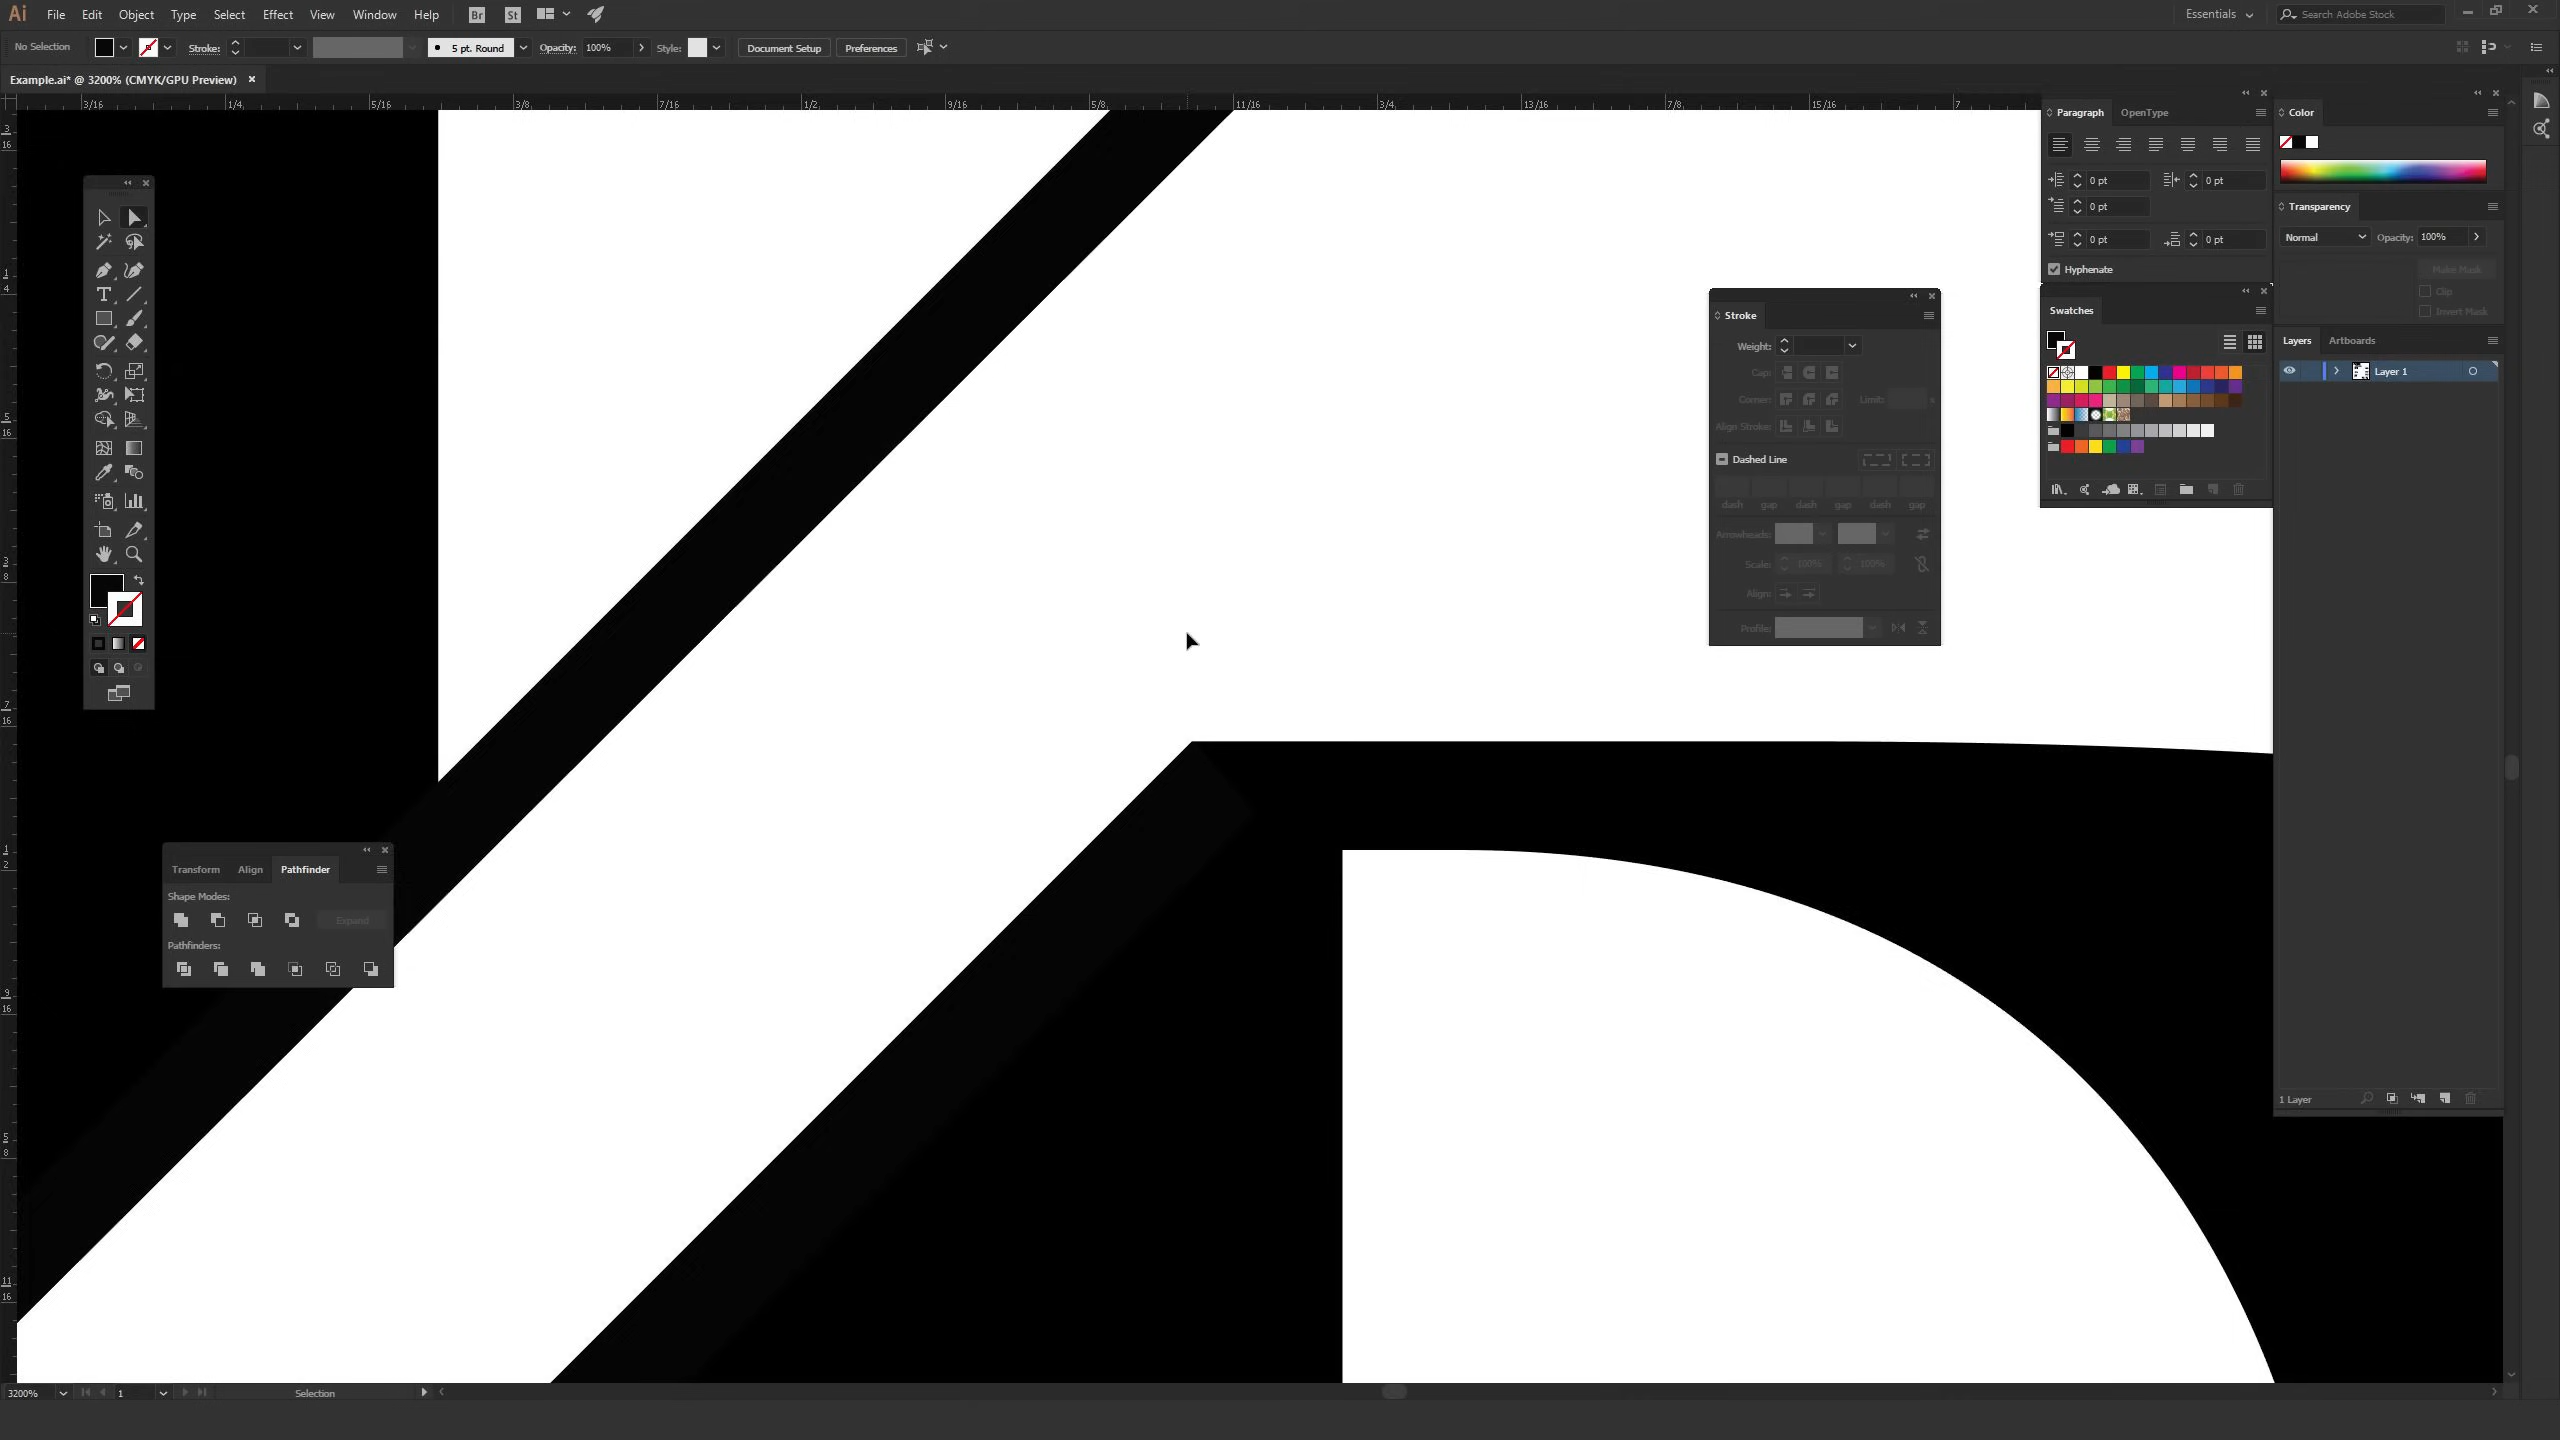 Ai File Edit Object Type Select Effect View Window Help Br St Essentials Search Adobe Stock
No Selection Stroke: 5 pt. Round Opacity: 100% Style: Document Setup Preferences
Example.ai* @ 3200% (CMYK/GPU Preview)
3/16 1/4 5/16 3/8 7/16 1/2 9/16 5/8 11/16 3/4 13/16 7/8 15/16 7
3
16
1
4
5
16
3
8
7
16
1
2
9
16
5
8
11
16
Transform Align Pathfinder
Shape Modes:
Expand
Pathfinders:
Stroke
Weight:
Cap:
Corner: Limit:
Align Stroke:
Dashed Line
dash gap dash gap dash gap
Arrowheads:
Scale: 100% 100%
Align:
Profile:
Paragraph OpenType
0 pt 0 pt
0 pt
0 pt 0 pt
Hyphenate
Swatches
Color
Transparency
Normal Opacity: 100%
Make Mask
Clip
Invert Mask
Layers Artboards
Layer 1
1 Layer
3200% 1 Selection